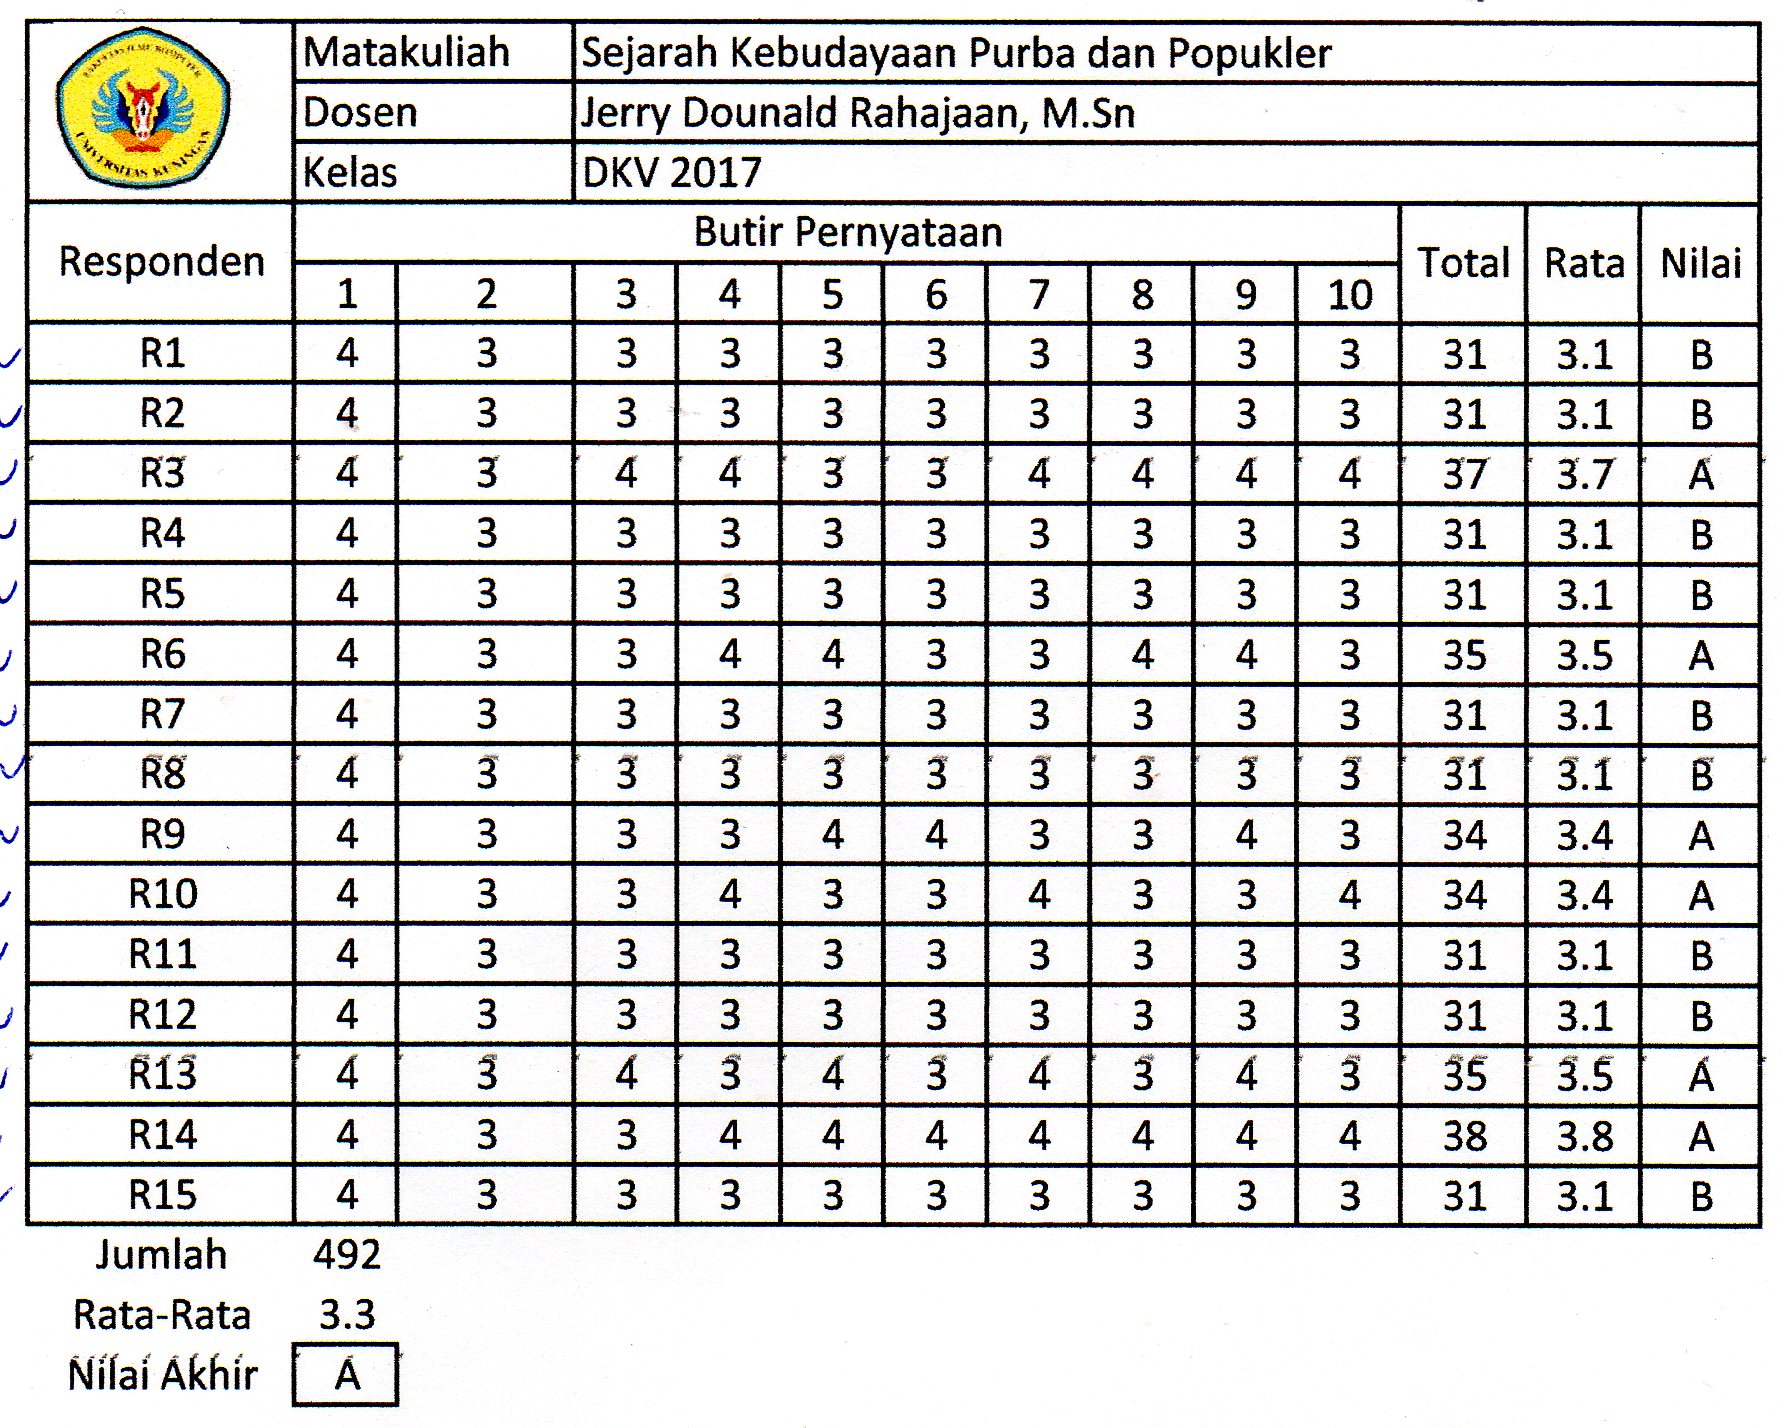 FAKULTAS ILMU KOMPUTER
UNIVERSITAS KUNINGAN
Matakuliah Sejarah Kebudayaan Purba dan Popukler
Dosen Jerry Dounald Rahajaan, M.Sn
Kelas DKV 2017
Responden Butir Pernyataan Total Rata Nilai
1 2 3 4 5 6 7 8 9 10
R1 4 3 3 3 3 3 3 3 3 3 31 3.1 B
R2 4 3 3 3 3 3 3 3 3 3 31 3.1 B
R3 4 3 4 4 3 3 4 4 4 4 37 3.7 A
R4 4 3 3 3 3 3 3 3 3 3 31 3.1 B
R5 4 3 3 3 3 3 3 3 3 3 31 3.1 B
R6 4 3 3 4 4 3 3 4 4 3 35 3.5 A
R7 4 3 3 3 3 3 3 3 3 3 31 3.1 B
R8 4 3 3 3 3 3 3 3 3 3 31 3.1 B
R9 4 3 3 3 4 4 3 3 4 3 34 3.4 A
R10 4 3 3 4 3 3 4 3 3 4 34 3.4 A
R11 4 3 3 3 3 3 3 3 3 3 31 3.1 B
R12 4 3 3 3 3 3 3 3 3 3 31 3.1 B
R13 4 3 4 3 4 3 4 3 4 3 35 3.5 A
R14 4 3 3 4 4 4 4 4 4 4 38 3.8 A
R15 4 3 3 3 3 3 3 3 3 3 31 3.1 B
Jumlah 492
Rata-Rata 3.3
Nilai Akhir A